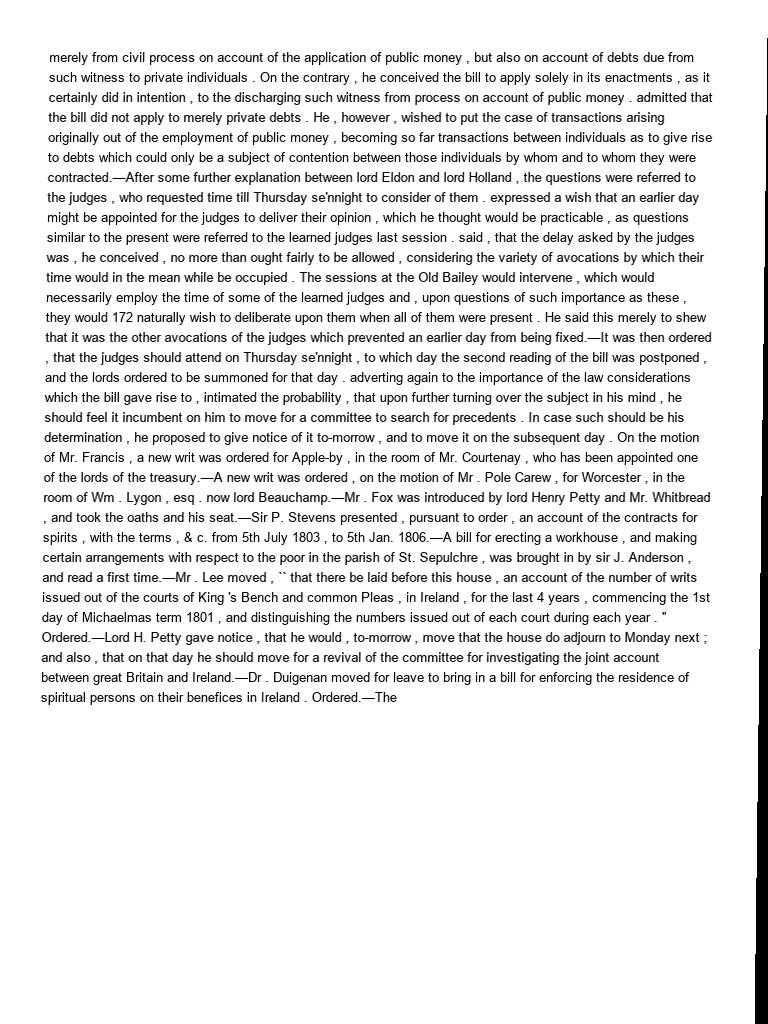 merely from civil process on account of the application of public money , but also on account of debts due from
such witness to private individuals . On the contrary , he conceived the bill to apply solely in its enactments , as it
certainly did in intention , to the discharging such witness from process on account of public money . admitted that
the bill did not apply to merely private debts . He , however , wished to put the case of transactions arising
originally out of the employment of public money , becoming so far transactions between individuals as to give rise
to debts which could only be a subject of contention between those individuals by whom and to whom they were
contracted.—After some further explanation between lord Eldon and lord Holland , the questions were referred to
the judges , who requested time till Thursday se'nnight to consider of them . expressed a wish that an earlier day
might be appointed for the judges to deliver their opinion , which he thought would be practicable , as questions
similar to the present were referred to the learned judges last session . said , that the delay asked by the judges
was , he conceived , no more than ought fairly to be allowed , considering the variety of avocations by which their
time would in the mean while be occupied . The sessions at the Old Bailey would intervene , which would
necessarily employ the time of some of the learned judges and , upon questions of such importance as these ,
they would 172 naturally wish to deliberate upon them when all of them were present . He said this merely to shew
that it was the other avocations of the judges which prevented an earlier day from being fixed.—It was then ordered
, that the judges should attend on Thursday se'nnight , to which day the second reading of the bill was postponed ,
and the lords ordered to be summoned for that day . adverting again to the importance of the law considerations
which the bill gave rise to , intimated the probability , that upon further turning over the subject in his mind , he
should feel it incumbent on him to move for a committee to search for precedents . In case such should be his
determination , he proposed to give notice of it to-morrow , and to move it on the subsequent day . On the motion
of Mr. Francis , a new writ was ordered for Apple-by , in the room of Mr. Courtenay , who has been appointed one
of the lords of the treasury.—A new writ was ordered , on the motion of Mr . Pole Carew , for Worcester , in the
room of Wm . Lygon , esq . now lord Beauchamp.—Mr . Fox was introduced by lord Henry Petty and Mr. Whitbread
, and took the oaths and his seat.—Sir P. Stevens presented , pursuant to order , an account of the contracts for
spirits , with the terms , & c. from 5th July 1803 , to 5th Jan. 1806.—A bill for erecting a workhouse , and making
certain arrangements with respect to the poor in the parish of St. Sepulchre , was brought in by sir J. Anderson ,
and read a first time.—Mr . Lee moved , `` that there be laid before this house , an account of the number of writs
issued out of the courts of King 's Bench and common Pleas , in Ireland , for the last 4 years , commencing the 1st
day of Michaelmas term 1801 , and distinguishing the numbers issued out of each court during each year . "
Ordered.—Lord H. Petty gave notice , that he would , to-morrow , move that the house do adjourn to Monday next ;
and also , that on that day he should move for a revival of the committee for investigating the joint account
between great Britain and Ireland.—Dr . Duigenan moved for leave to bring in a bill for enforcing the residence of
spiritual persons on their benefices in Ireland . Ordered.—The